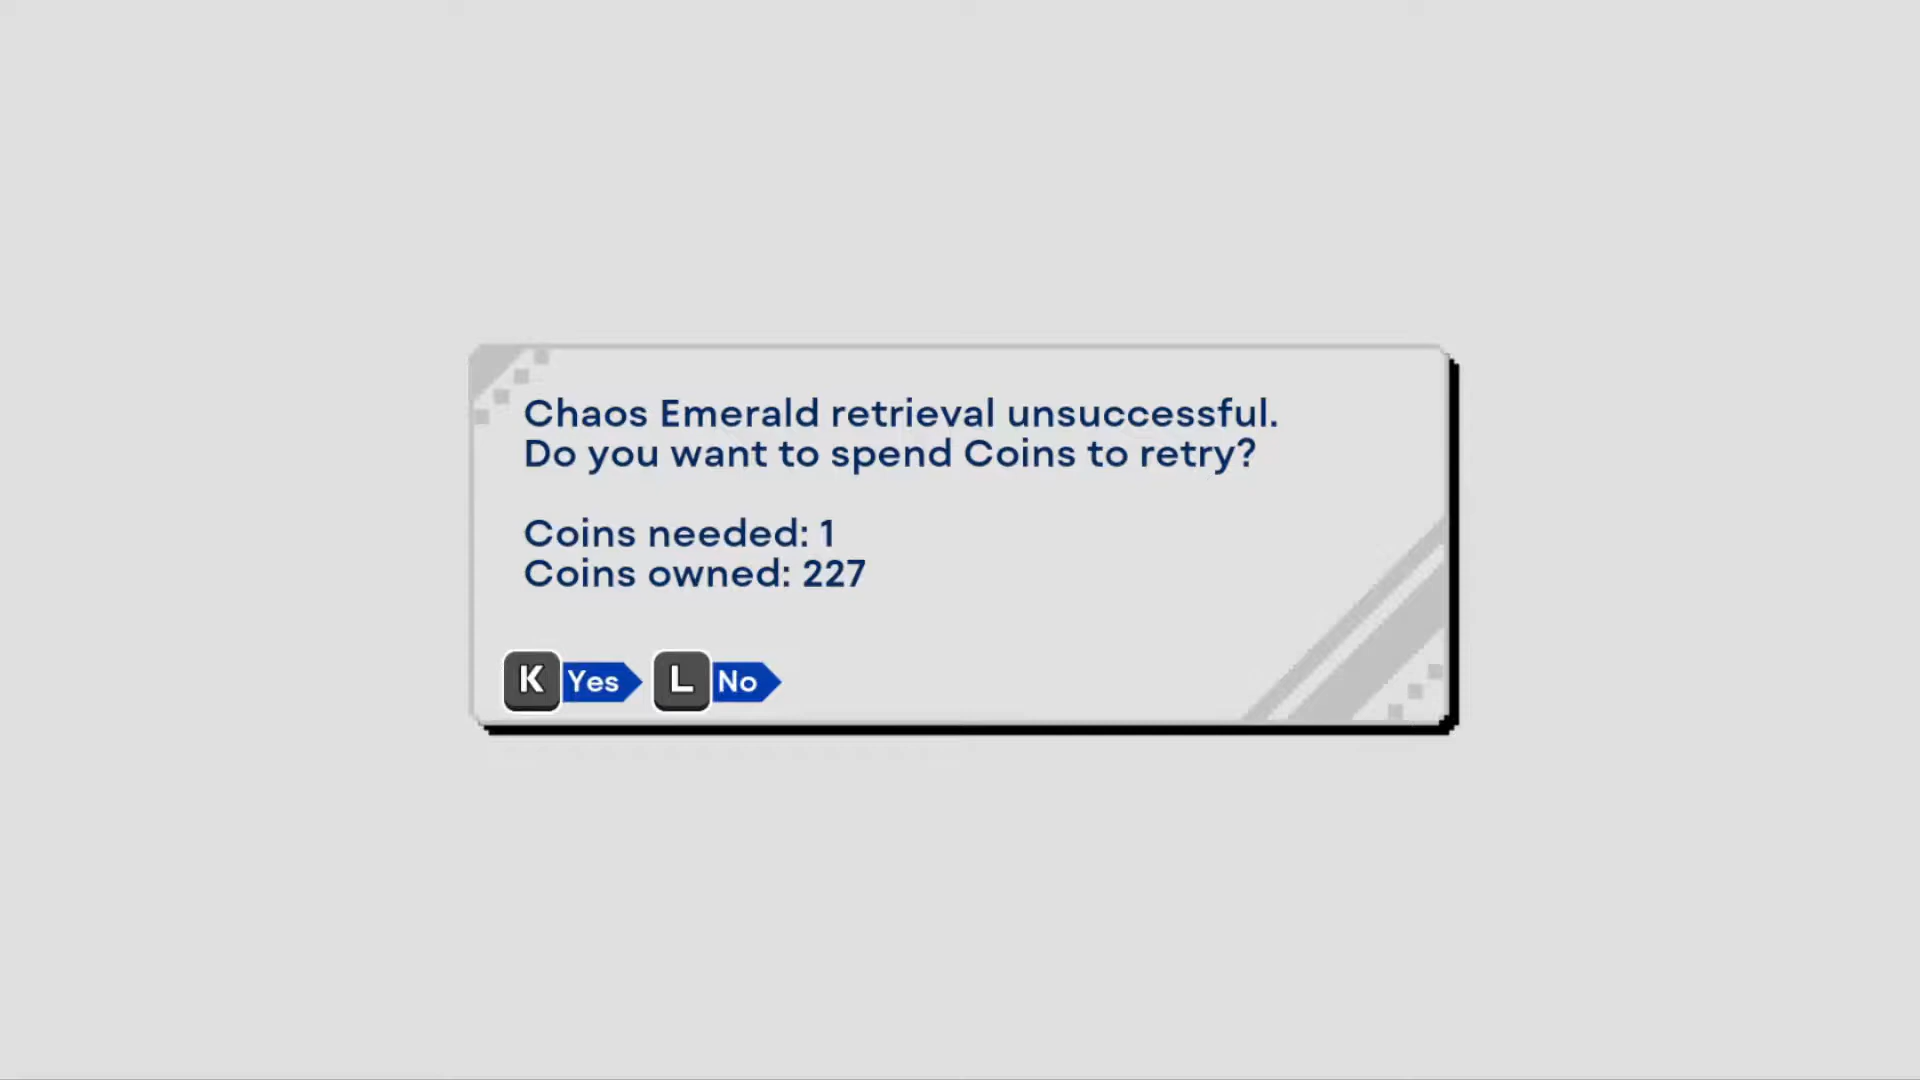 Chaos Emerald retrieval unsuccessful.
Do you want to spend Coins to retry?
Coins needed: 1
Coins owned: 227
K Yes L No